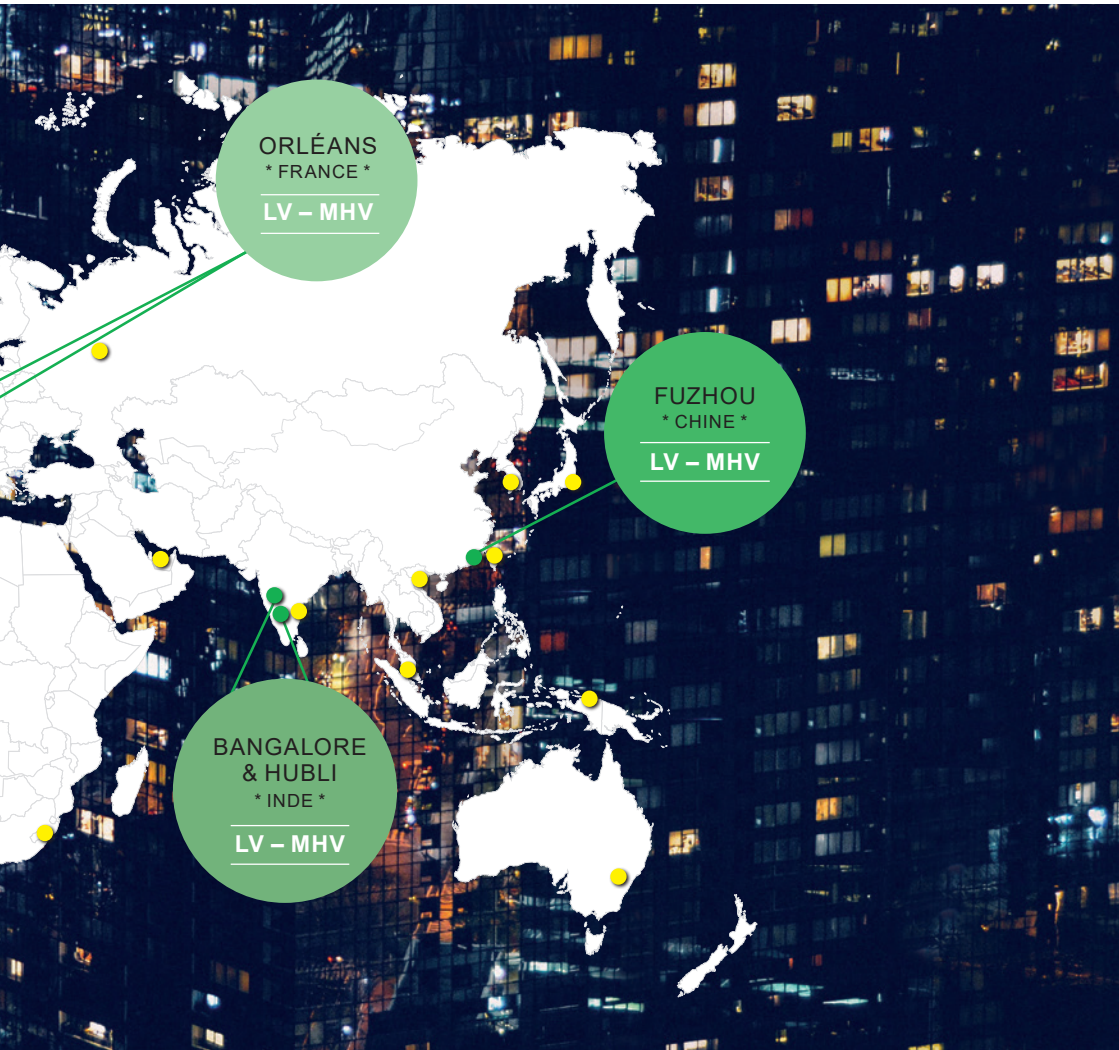 ORLÉANS
* FRANCE *
LV – MHV
FUZHOU
* CHINE *
LV – MHV
BANGALORE
& HUBLI
* INDE *
LV – MHV